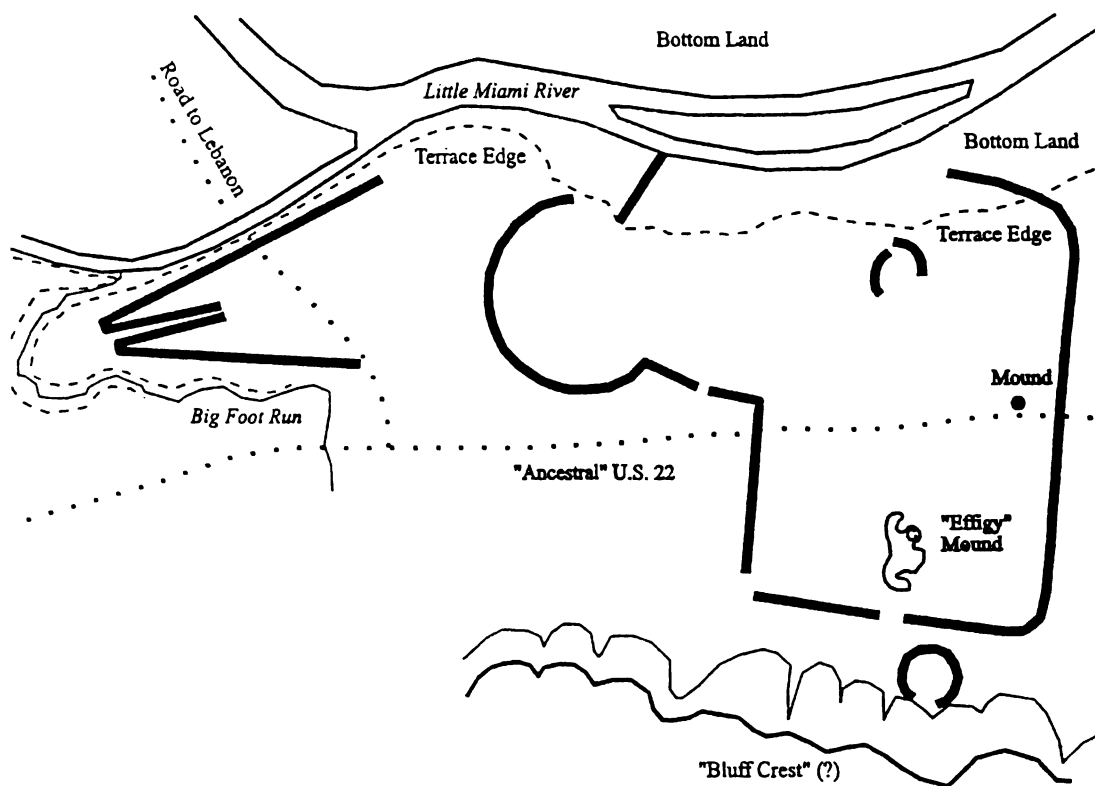 Bottom Land
Road to Lebanon
Little Miami River
Terrace Edge
Bottom Land
Terrace Edge
Mound
Big Foot Run
"Ancestral" U.S. 22
"Effigy"
Mound
"Bluff Crest" (?)